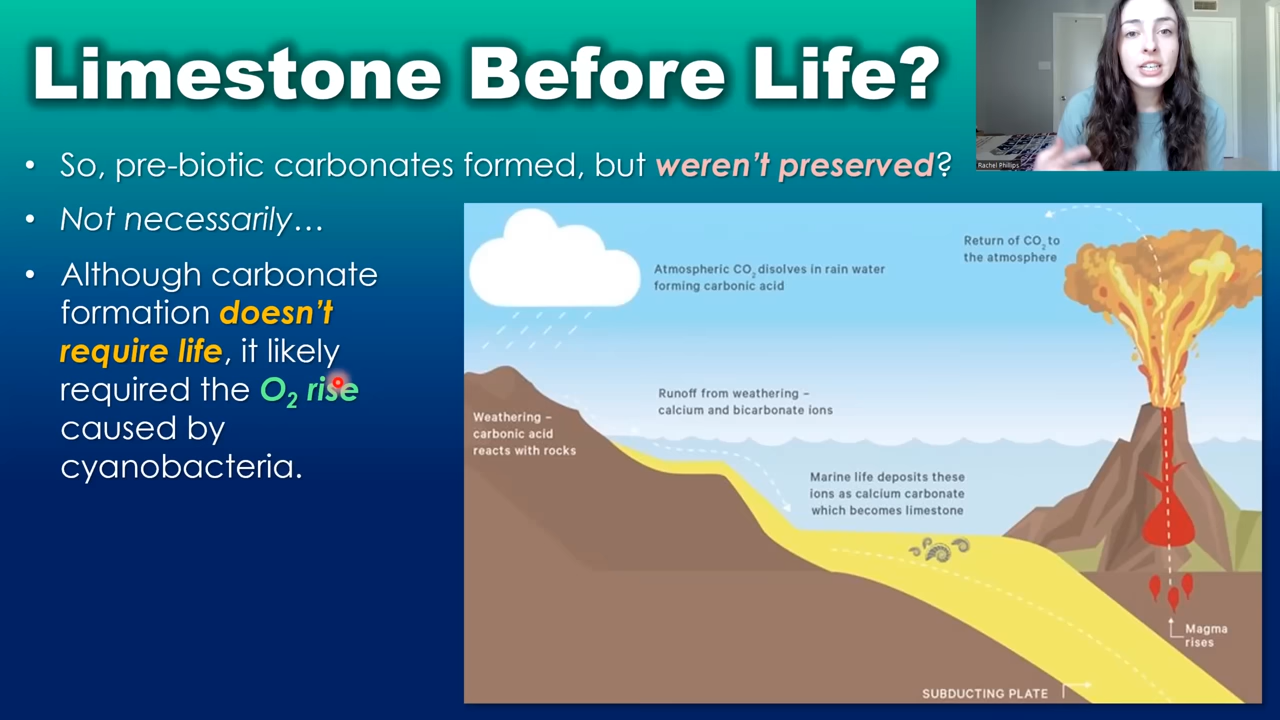 Limestone Before Life?
Rachel Phillips
• So, pre-biotic carbonates formed, but weren't preserved?
• Not necessarily…
• Although carbonate
formation doesn't
require life, it likely
required the O₂ rise
caused by
cyanobacteria.
Atmospheric CO₂ disolves in rain water
forming carbonic acid
Return of CO₂ to
the atmosphere
Weathering –
carbonic acid
reacts with rocks
Runoff from weathering –
calcium and bicarbonate ions
Marine life deposits these
ions as calcium carbonate
which becomes limestone
Magma
rises
SUBDUCTING PLATE